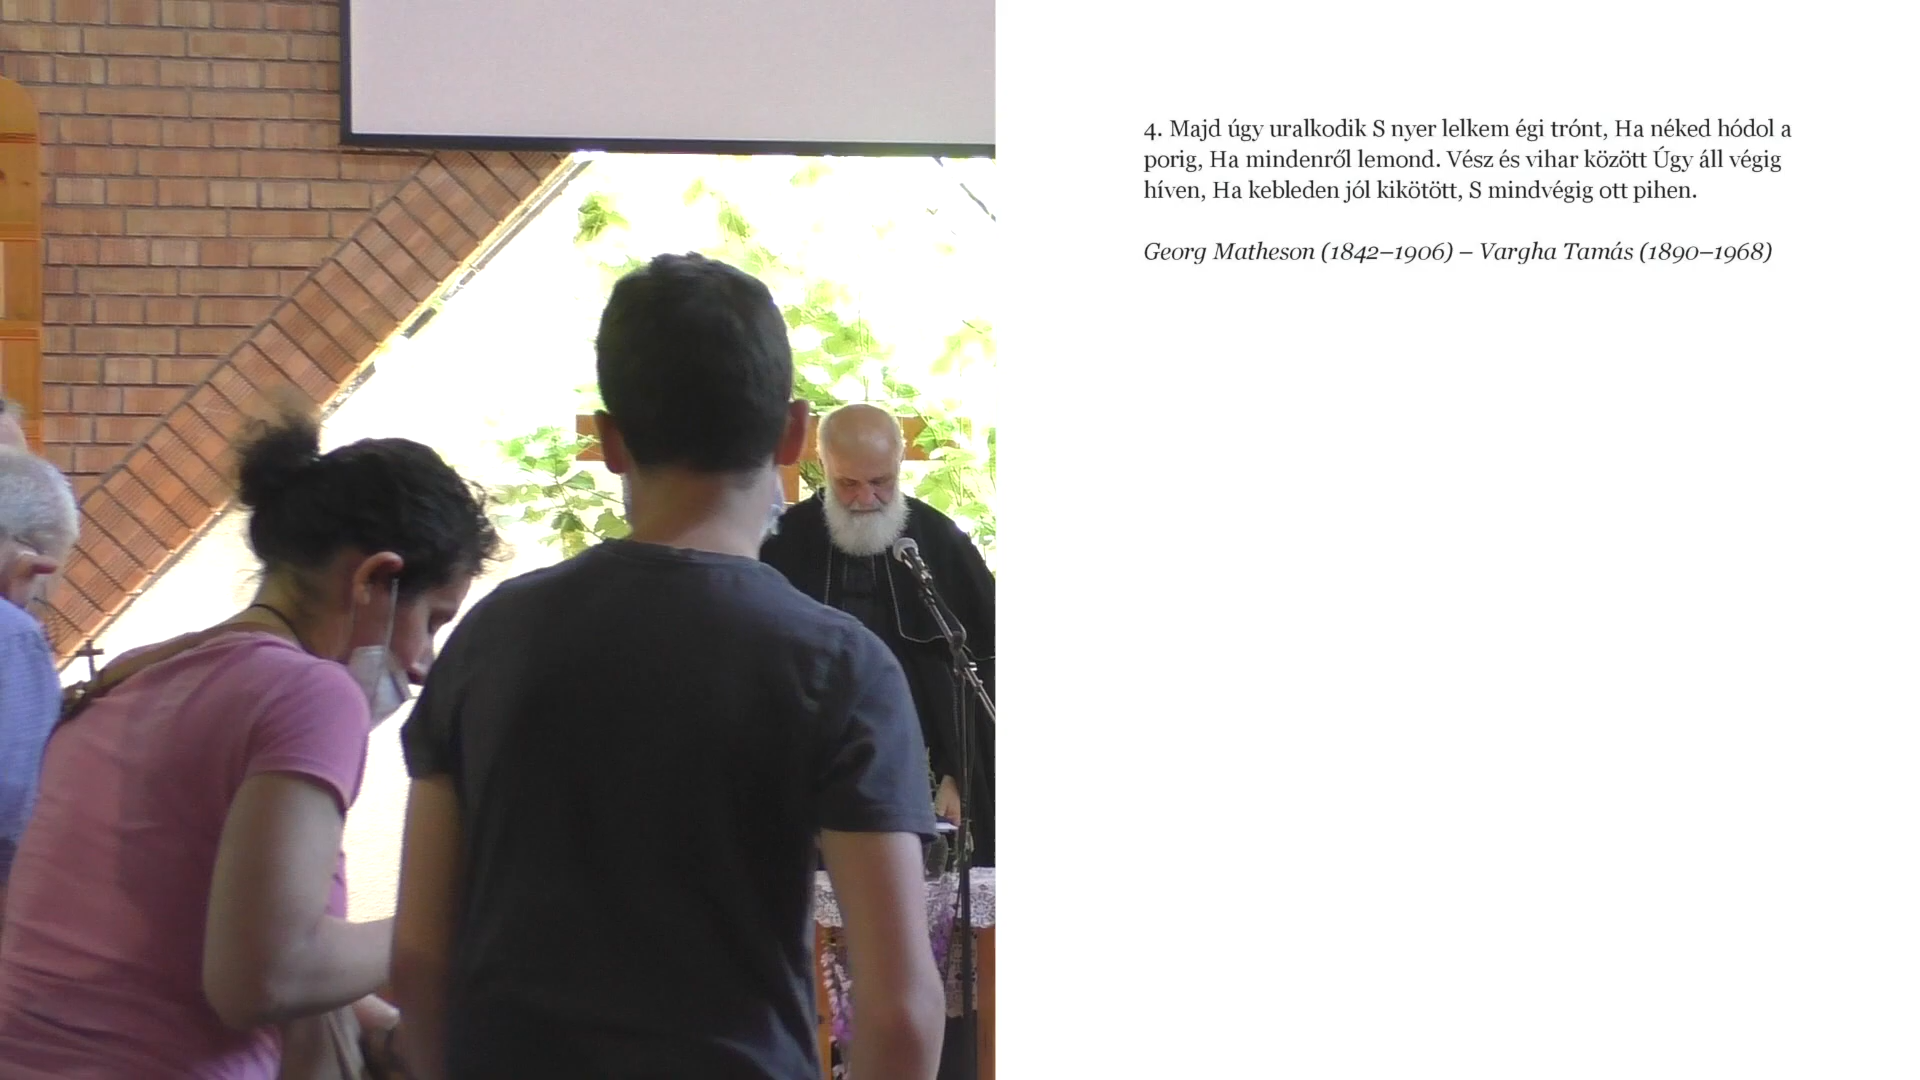 4. Majd úgy uralkodik S nyer lelkem égi trónt, Ha néked hódol a
porig, Ha mindenről lemond. Vész és vihar között Úgy áll végig
híven, Ha kebleden jól kikötött, S mindvégig ott pihen.
Georg Matheson (1842–1906) – Vargha Tamás (1890–1968)